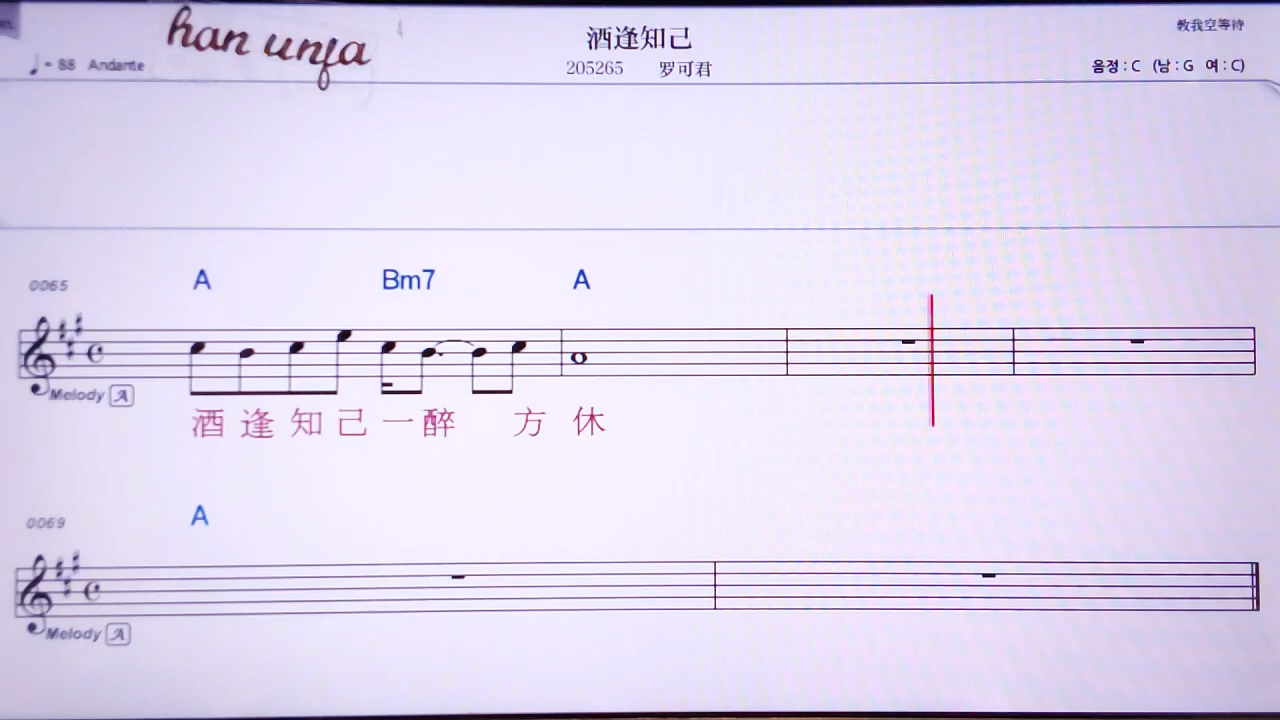 han unfa
酒逢知己
教我空等待
♩= 88 Andante
205265 罗可君
음정 : C (남 : G 여 : C)
0065
A Bm7 A
Melody A
酒逢知己一醉 方 休
0069
A
Melody A